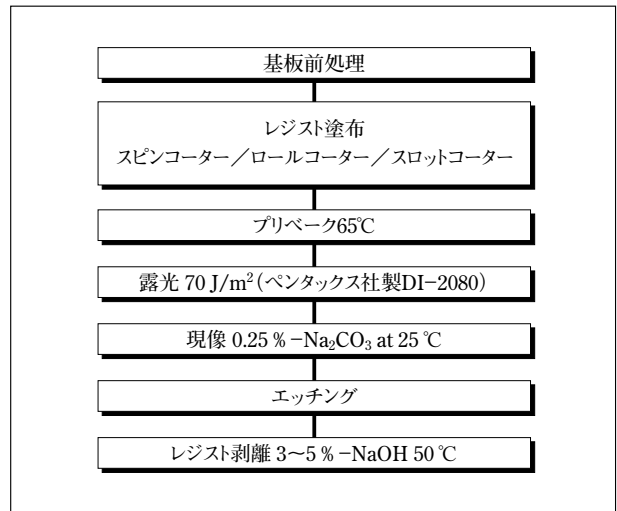 基板前処理
レジスト塗布
スピンコーター／ロールコーター／スロットコーター
プリベーク65℃
露光 70 J/m²（ペンタックス社製DI−2080）
現像 0.25％−Na₂CO₃ at 25℃
エッチング
レジスト剥離 3〜5％−NaOH 50℃